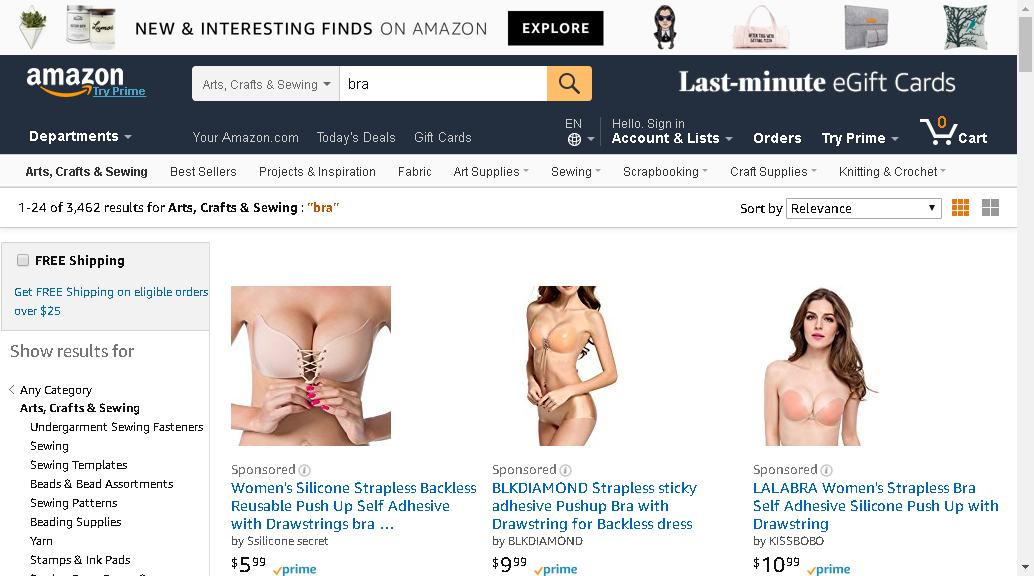 NEW & INTERESTING FINDS ON AMAZON EXPLORE
amazon
Try Prime
Arts, Crafts & Sewing bra
Last-minute eGift Cards
Departments
Your Amazon.com Today's Deals Gift Cards
EN
Hello. Sign in
Account & Lists
Orders
Try Prime
0
Cart
Arts, Crafts & Sewing Best Sellers Projects & Inspiration Fabric Art Supplies Sewing Scrapbooking Craft Supplies Knitting & Crochet
1-24 of 3,462 results for Arts, Crafts & Sewing : "bra"
Sort by Relevance
FREE Shipping
Get FREE Shipping on eligible orders
over $25
Show results for
Any Category
Arts, Crafts & Sewing
Undergarment Sewing Fasteners
Sewing
Sewing Templates
Beads & Bead Assortments
Sewing Patterns
Beading Supplies
Yarn
Stamps & Ink Pads
Sponsored
Women's Silicone Strapless Backless
Reusable Push Up Self Adhesive
with Drawstrings bra ...
by Ssilicone secret
$5 99 prime
Sponsored
BLKDIAMOND Strapless sticky
adhesive Pushup Bra with
Drawstring for Backless dress
by BLKDIAMOND
$9 99 prime
Sponsored
LALABRA Women's Strapless Bra
Self Adhesive Silicone Push Up with
Drawstring
by KISSBOBO
$10 99 prime